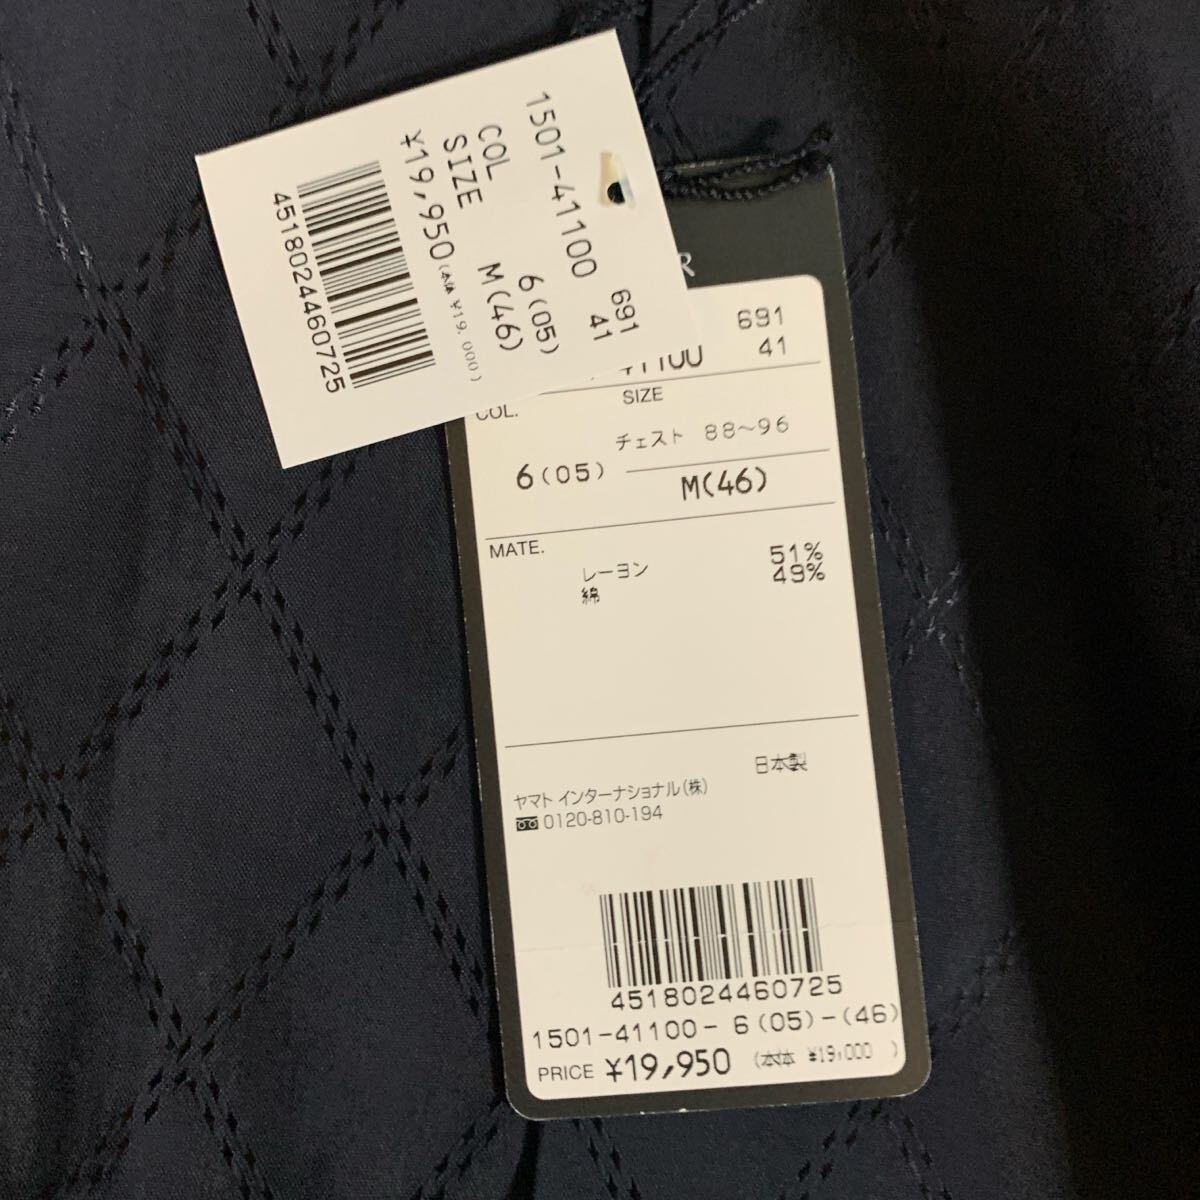 1501-41100 691
41
COL 6(05)
SIZE M(46)
¥19,950(本体 ¥19,000)
4518024460725
R
691
41100 41
COL.
SIZE
チェスト 88~96
6(05)
M(46)
MATE.
レーヨン 51%
綿 49%
日本製
ヤマト インターナショナル(株)
0120-810-194
4518024460725
1501-41100- 6(05)-(46)
PRICE ¥19,950 (本体 ¥19,000 )